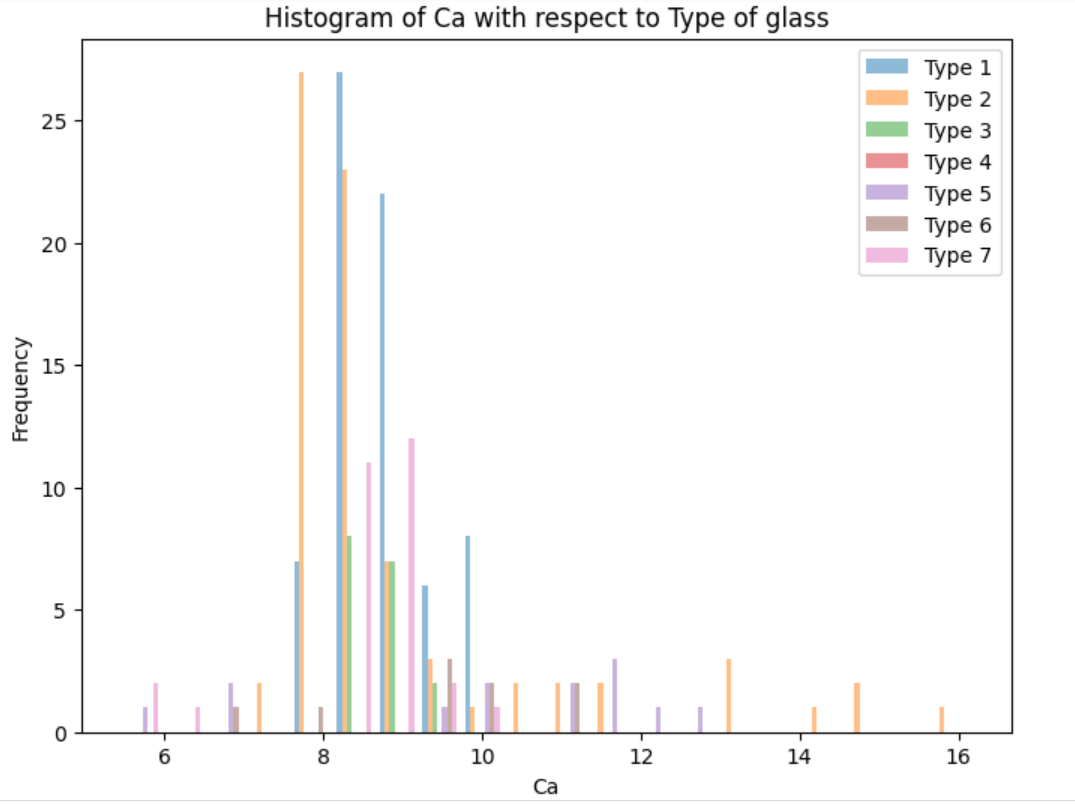 Histogram of Ca with respect to Type of glass
Type 1
Type 2
Type 3
Type 4
Type 5
Type 6
Type 7
25
20
15
10
5
0
Frequency
6 8 10 12 14 16
Ca